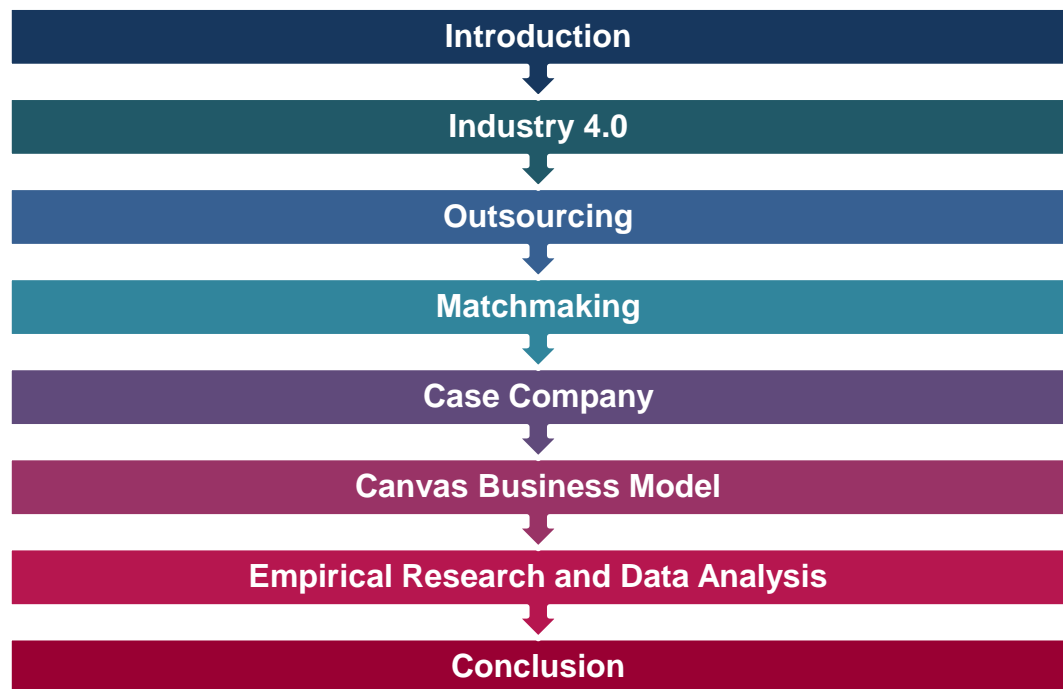 Introduction
Industry 4.0
Outsourcing
Matchmaking
Case Company
Canvas Business Model
Empirical Research and Data Analysis
Conclusion